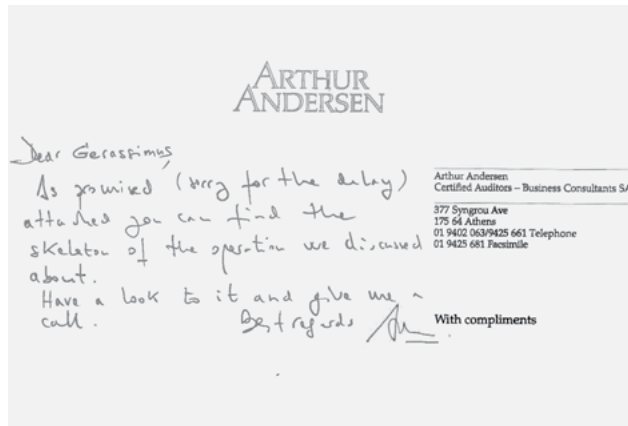 ARTHUR
ANDERSEN
Dear Gerassimus,
As promised (sorry for the delay)
attached you can find the
skeleton of the operation we discussed
about.
Have a look to it and give me a
call.
Best regards
Arthur Andersen
Certified Auditors – Business Consultants SA
377 Syngrou Ave
175 64 Athens
01 9402 063/9425 661 Telephone
01 9425 681 Facsimile
With compliments